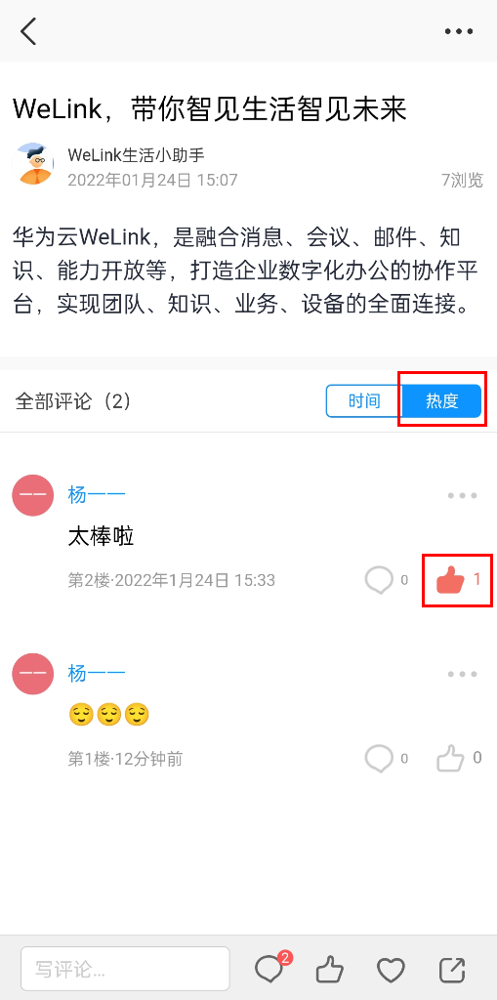 WeLink，带你智见生活智见未来
WeLink生活小助手
2022年01月24日 15:07
7浏览
华为云WeLink，是融合消息、会议、邮件、知
识、能力开放等，打造企业数字化办公的协作平
台，实现团队、知识、业务、设备的全面连接。
全部评论（2）
时间
热度
一一
杨一一
太棒啦
第2楼·2022年1月24日 15:33
0
1
一一
杨一一
😌😌😌
第1楼·12分钟前
0
0
写评论...
2